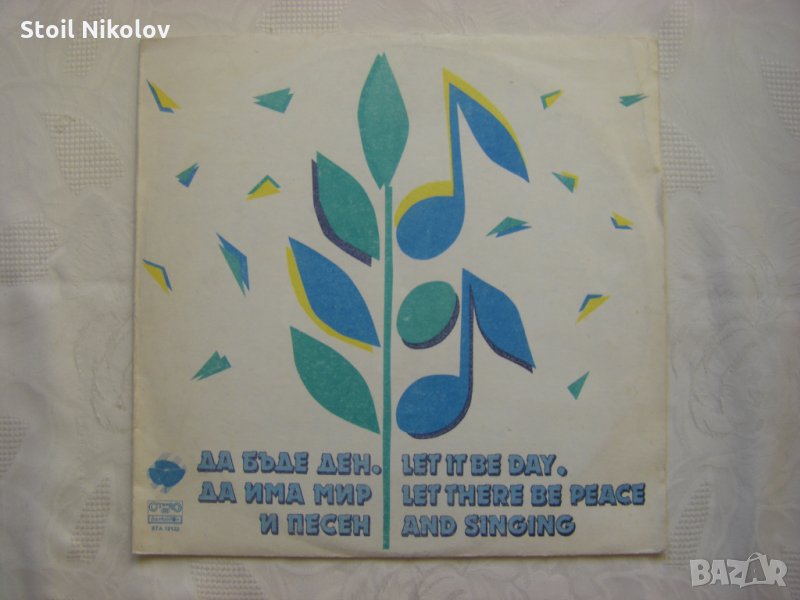 Stoil Nikolov
ДА БЪДЕ ДЕН.
ДА ИМА МИР
И ПЕСЕН
LET IT BE DAY.
LET THERE BE PEACE
AND SINGING
BAZAR